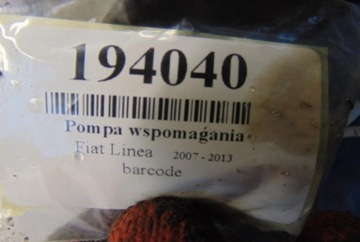 194040
Pompa wspomagania
Fiat Linea 2007 - 2013
barcode